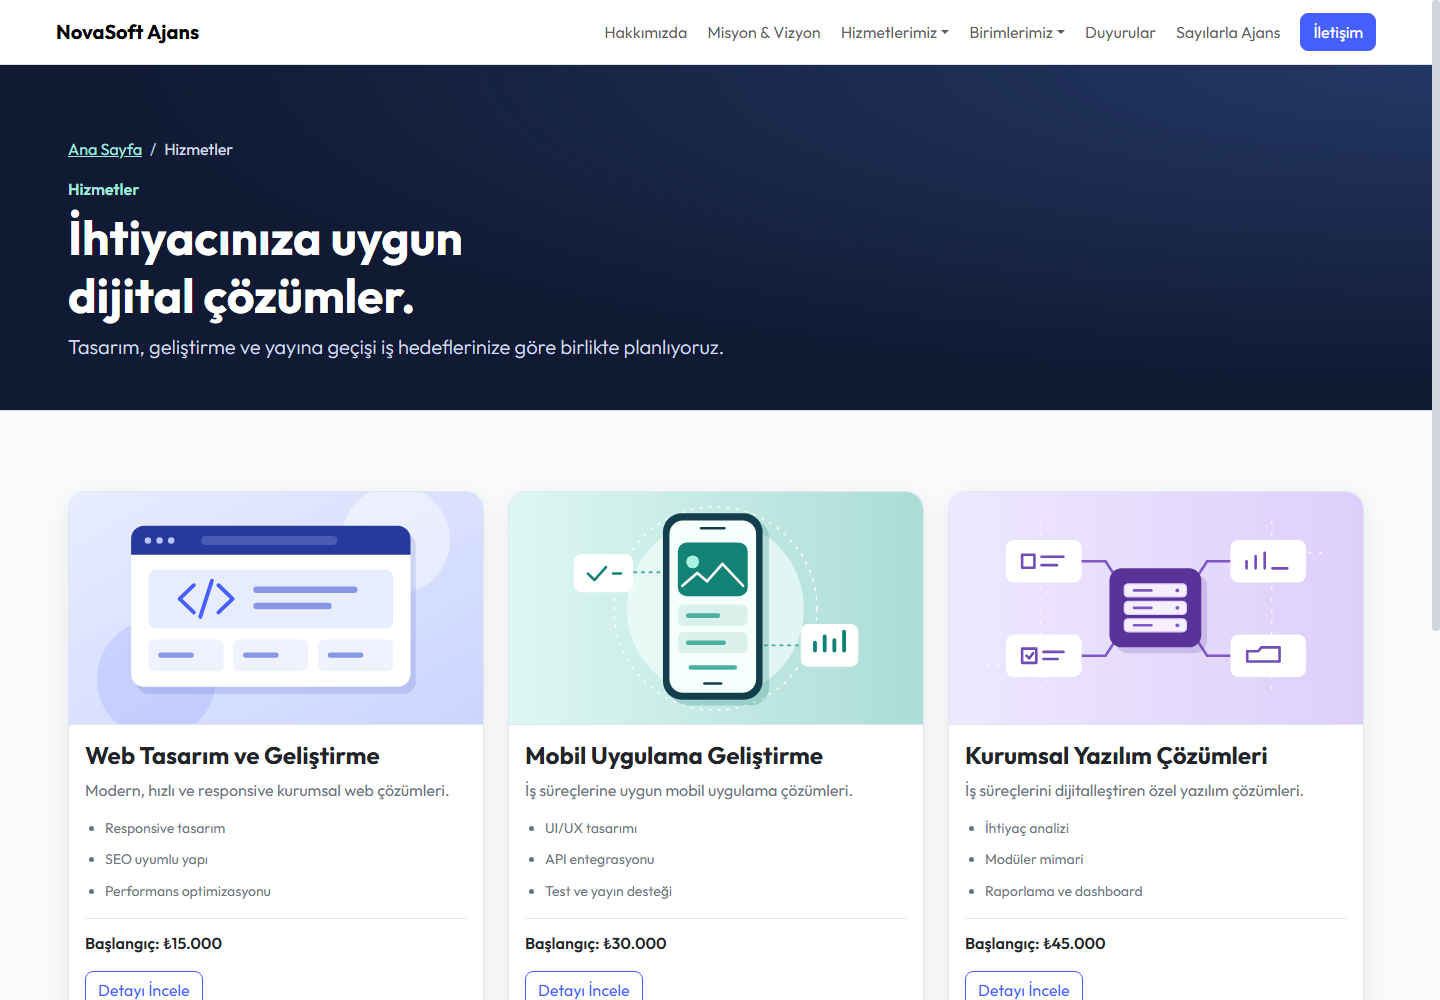 NovaSoft Ajans
Hakkımızda
Misyon & Vizyon
Hizmetlerimiz
Birimlerimiz
Duyurular
Sayılarla Ajans
İletişim
Ana Sayfa / Hizmetler
Hizmetler
İhtiyacınıza uygun
dijital çözümler.
Tasarım, geliştirme ve yayına geçişi iş hedeflerinize göre birlikte planlıyoruz.
Web Tasarım ve Geliştirme
Modern, hızlı ve responsive kurumsal web çözümleri.
Responsive tasarım
SEO uyumlu yapı
Performans optimizasyonu
Başlangıç: ₺15.000
Detayı İncele
Mobil Uygulama Geliştirme
İş süreçlerine uygun mobil uygulama çözümleri.
UI/UX tasarımı
API entegrasyonu
Test ve yayın desteği
Başlangıç: ₺30.000
Detayı İncele
Kurumsal Yazılım Çözümleri
İş süreçlerini dijitalleştiren özel yazılım çözümleri.
İhtiyaç analizi
Modüler mimari
Raporlama ve dashboard
Başlangıç: ₺45.000
Detayı İncele